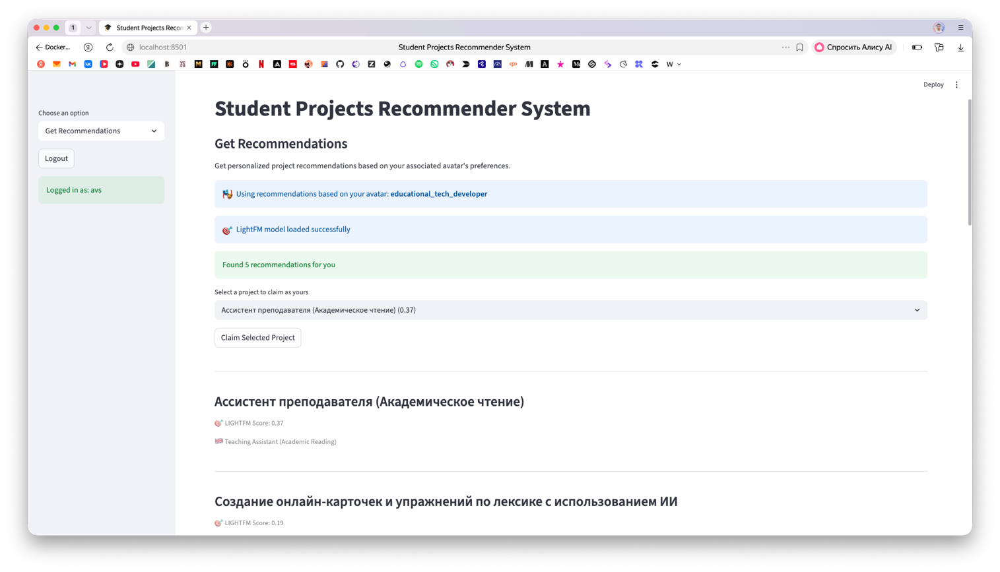 1
Student Projects Recom
Docker...
localhost:8501
Student Projects Recommender System
Спросить Алису AI
W
Deploy
Choose an option
Get Recommendations
Logout
Logged in as: avs
Student Projects Recommender System
Get Recommendations
Get personalized project recommendations based on your associated avatar's preferences.
Using recommendations based on your avatar: educational_tech_developer
LightFM model loaded successfully
Found 5 recommendations for you
Select a project to claim as yours
Ассистент преподавателя (Академическое чтение) (0.37)
Claim Selected Project
Ассистент преподавателя (Академическое чтение)
LIGHTFM Score: 0.37
Teaching Assistant (Academic Reading)
Создание онлайн-карточек и упражнений по лексике с использованием ИИ
LIGHTFM Score: 0.19